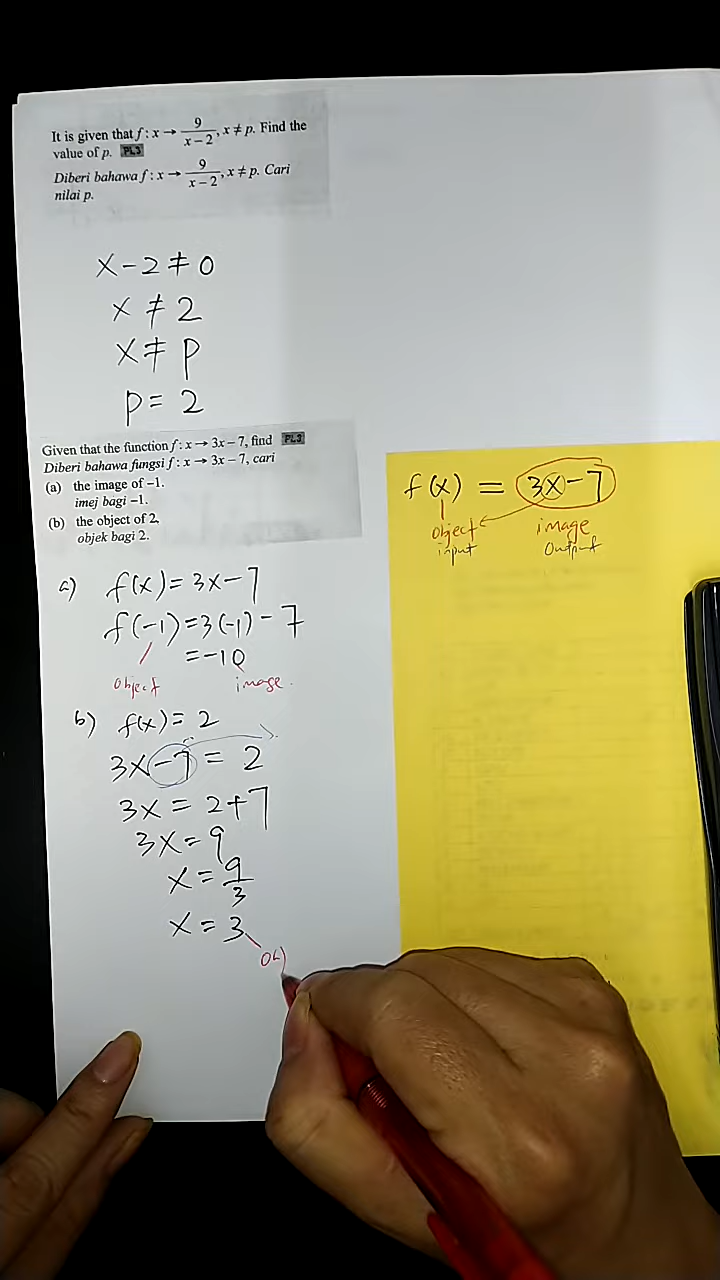 It is given that f : x → 9/(x − 2), x ≠ p. Find the
value of p. PL3
Diberi bahawa f : x → 9/(x − 2), x ≠ p. Cari
nilai p.
x − 2 ≠ 0
x ≠ 2
x ≠ p
p = 2
Given that the function f : x → 3x − 7, find PL3
Diberi bahawa fungsi f : x → 3x − 7, cari
(a) the image of −1.
imej bagi −1.
(b) the object of 2.
objek bagi 2.
a) f(x) = 3x − 7
f(−1) = 3(−1) − 7
= −10
object image.
b) f(x) = 2
3x − 7 = 2
3x = 2 + 7
3x = 9
x = 9/3
x = 3
obj
f(x) = 3x − 7
object image
input output